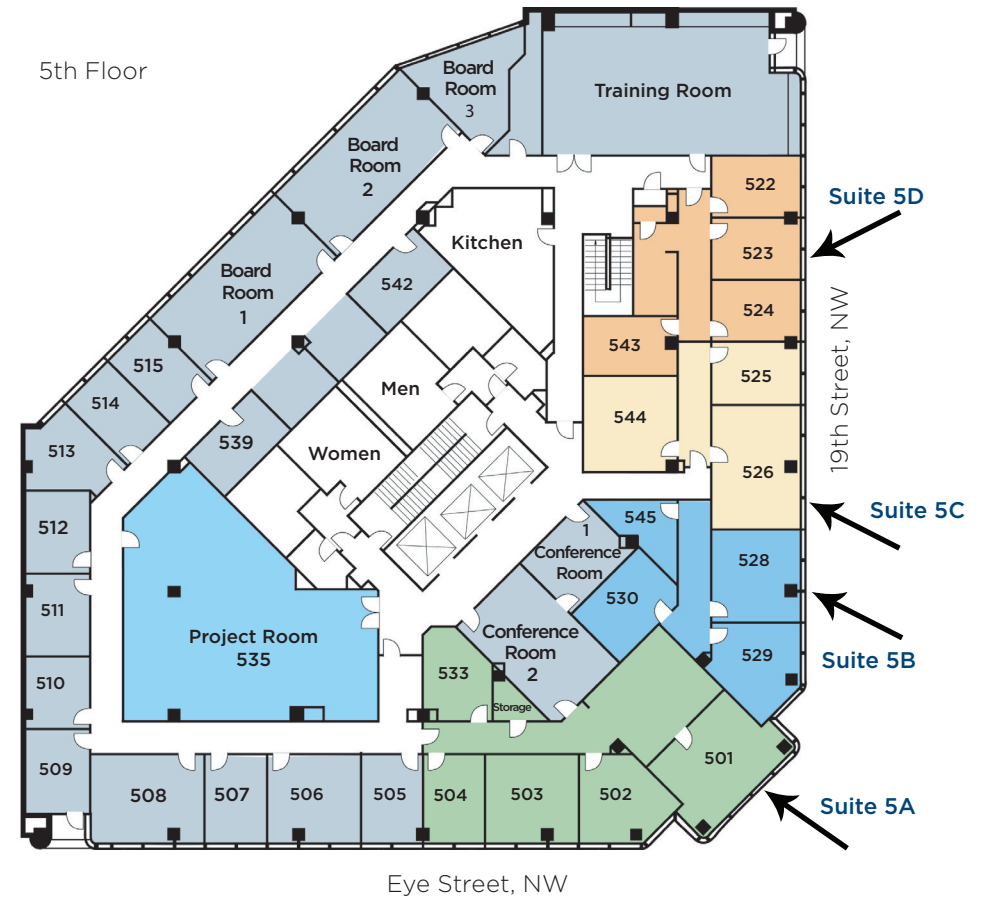 5th Floor
Board
Room
3
Training Room
Board
Room
2
522
Suite 5D
Kitchen
523
Board
Room
1
542
524
19th Street, NW
543
515
525
514
Men
544
539
513
Women
526
Suite 5C
512
545
1
Conference
Room
528
511
530
Project Room
535
Conference
Room
2
529
Suite 5B
533
510
Storage
501
509
508
507
506
505
504
503
502
Suite 5A
Eye Street, NW